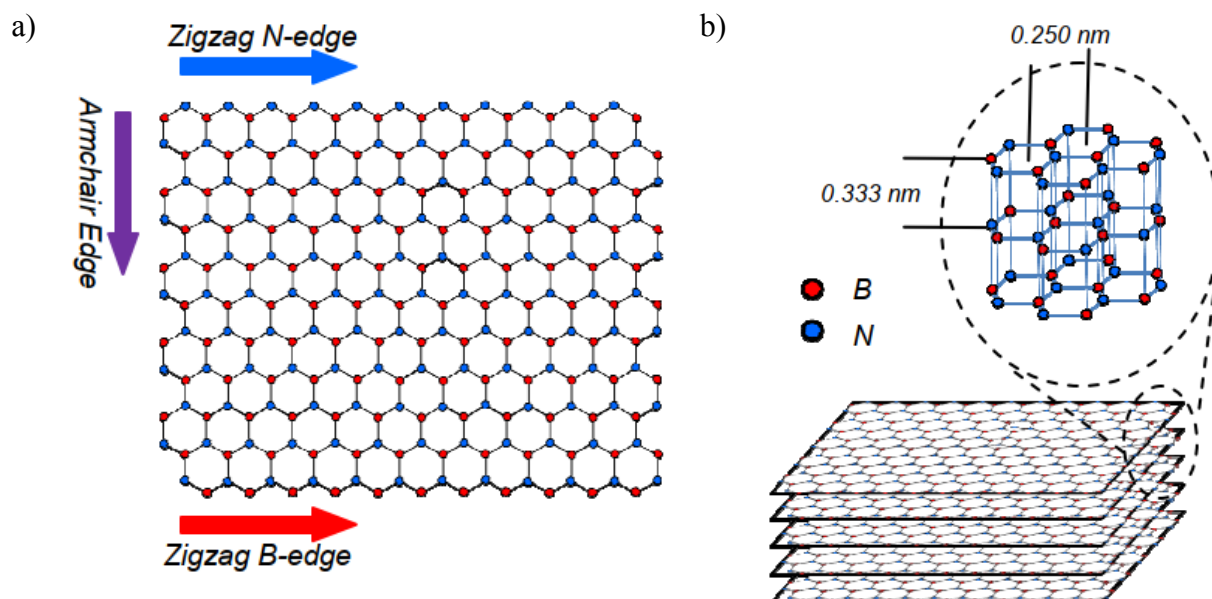 a)
Zigzag N-edge
Armchair Edge
Zigzag B-edge
b)
0.250 nm
0.333 nm
B
N